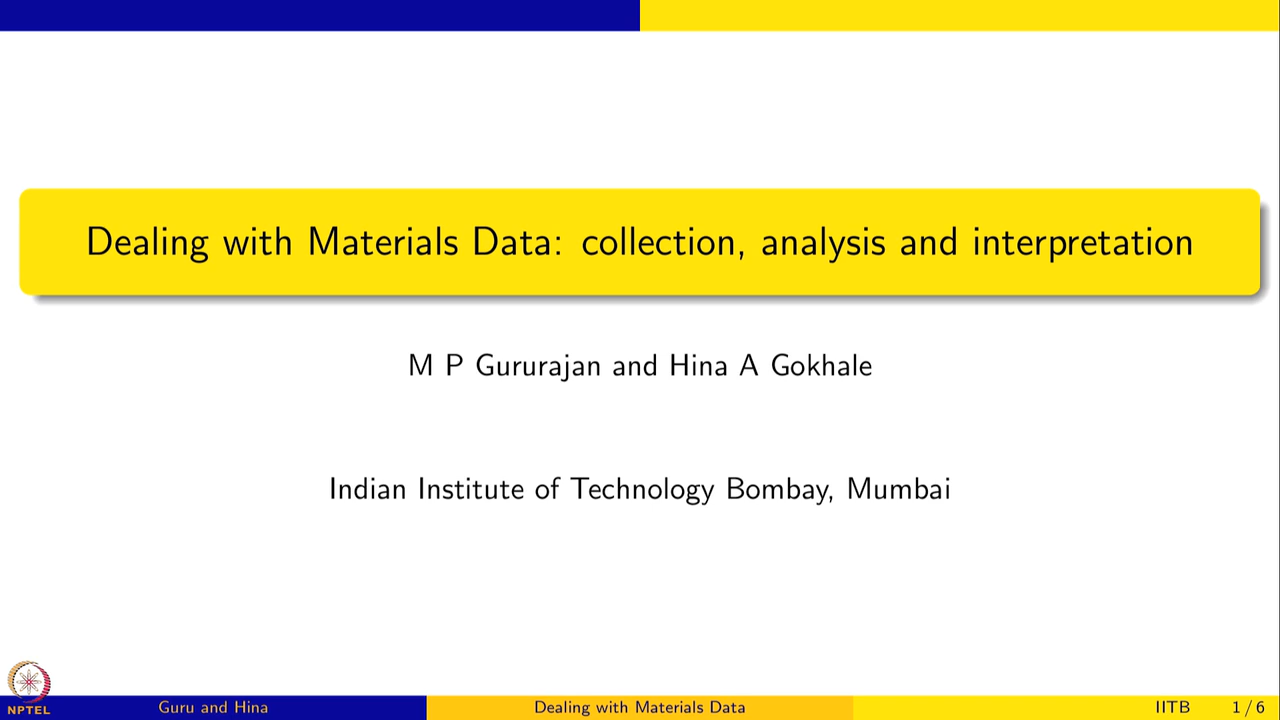 Dealing with Materials Data: collection, analysis and interpretation
M P Gururajan and Hina A Gokhale
Indian Institute of Technology Bombay, Mumbai
NPTEL
Guru and Hina
Dealing with Materials Data
IITB
1 / 6